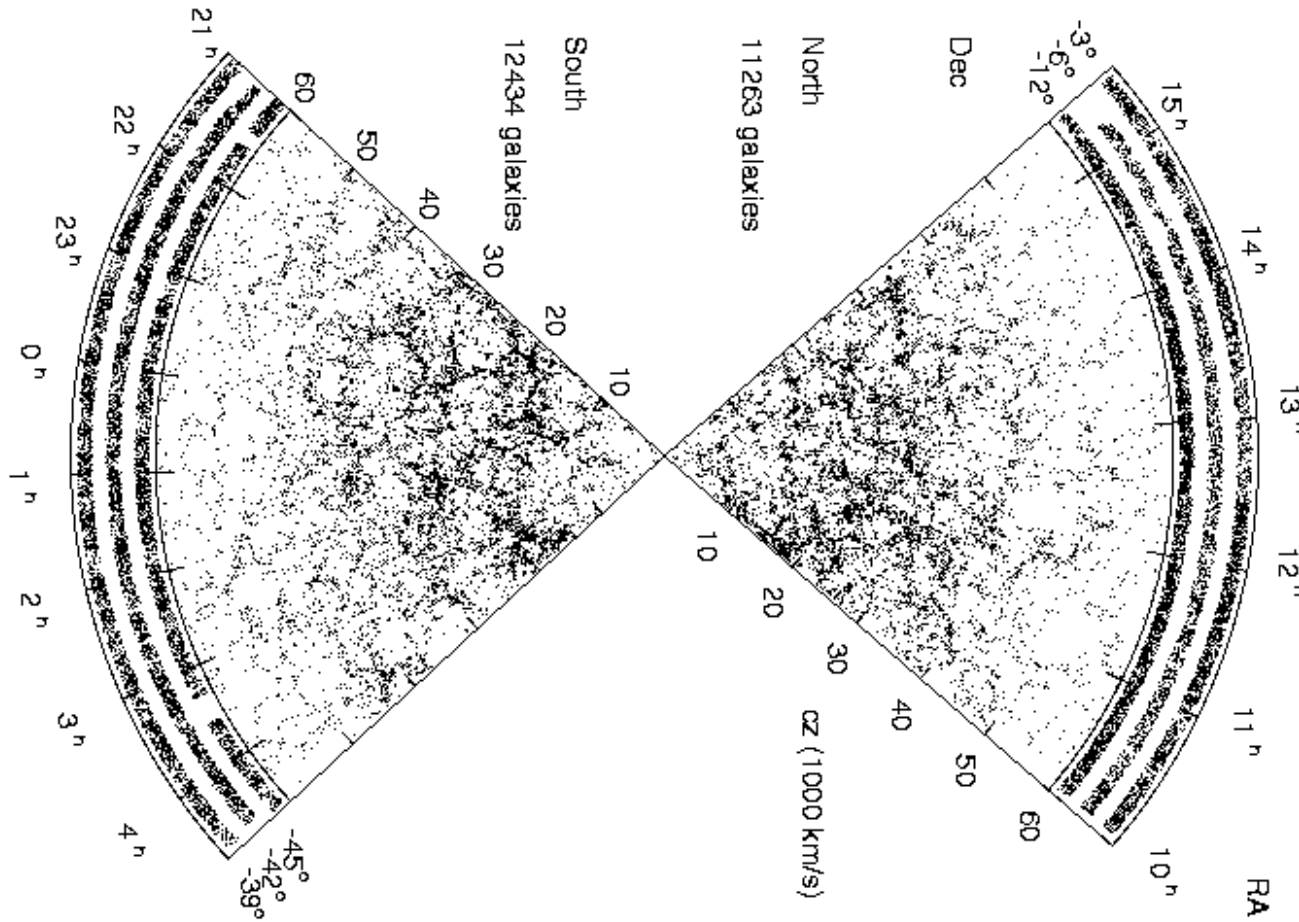 RA
15h 14h 13h 12h 11h 10h
-3°
-6°
-12°
Dec
60
50
40
30
20
10
cz (1000 km/s)
North
11263 galaxies
South
12434 galaxies
10
20
30
40
50
60
-45°
-42°
-39°
21h 22h 23h 0h 1h 2h 3h 4h